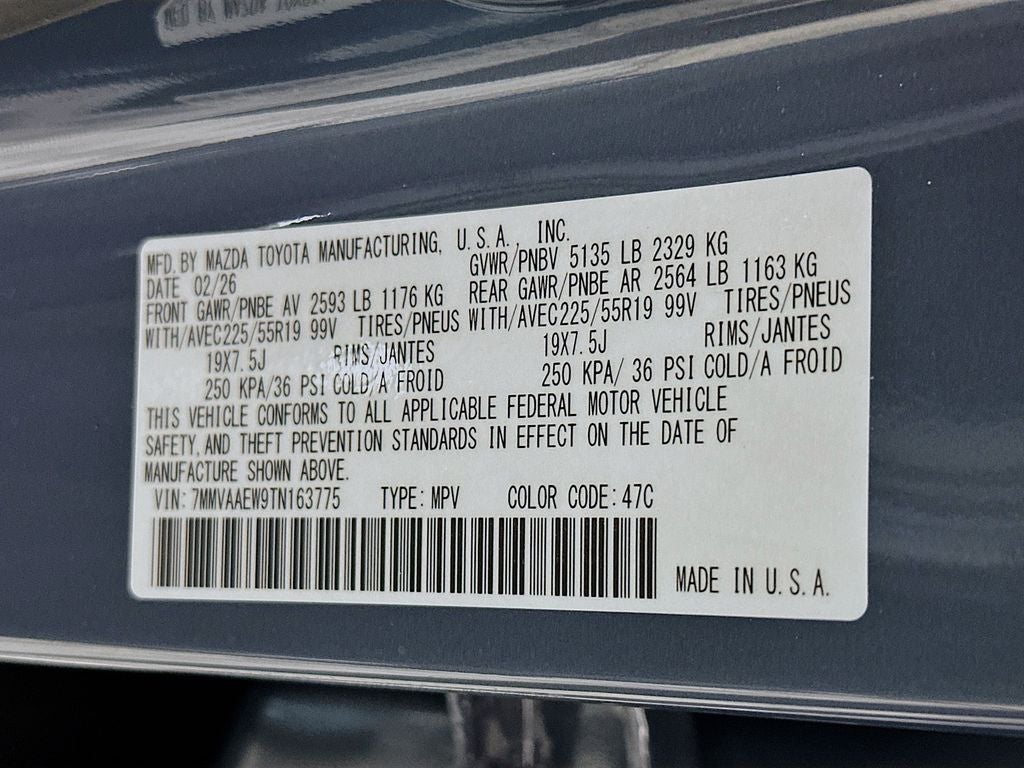 MFD. BY MAZDA TOYOTA MANUFACTURING, U.S.A., INC.
DATE 02/26 GVWR/PNBV 5135 LB 2329 KG
FRONT GAWR/PNBE AV 2593 LB 1176 KG REAR GAWR/PNBE AR 2564 LB 1163 KG
WITH/AVEC225/55R19 99V TIRES/PNEUS WITH/AVEC225/55R19 99V TIRES/PNEUS
19X7.5J RIMS/JANTES 19X7.5J RIMS/JANTES
250 KPA/36 PSI COLD/A FROID 250 KPA/ 36 PSI COLD/A FROID
THIS VEHICLE CONFORMS TO ALL APPLICABLE FEDERAL MOTOR VEHICLE
SAFETY, AND THEFT PREVENTION STANDARDS IN EFFECT ON THE DATE OF
MANUFACTURE SHOWN ABOVE.
VIN: 7MMVAAEW9TN163775 TYPE: MPV COLOR CODE: 47C
MADE IN U.S.A.